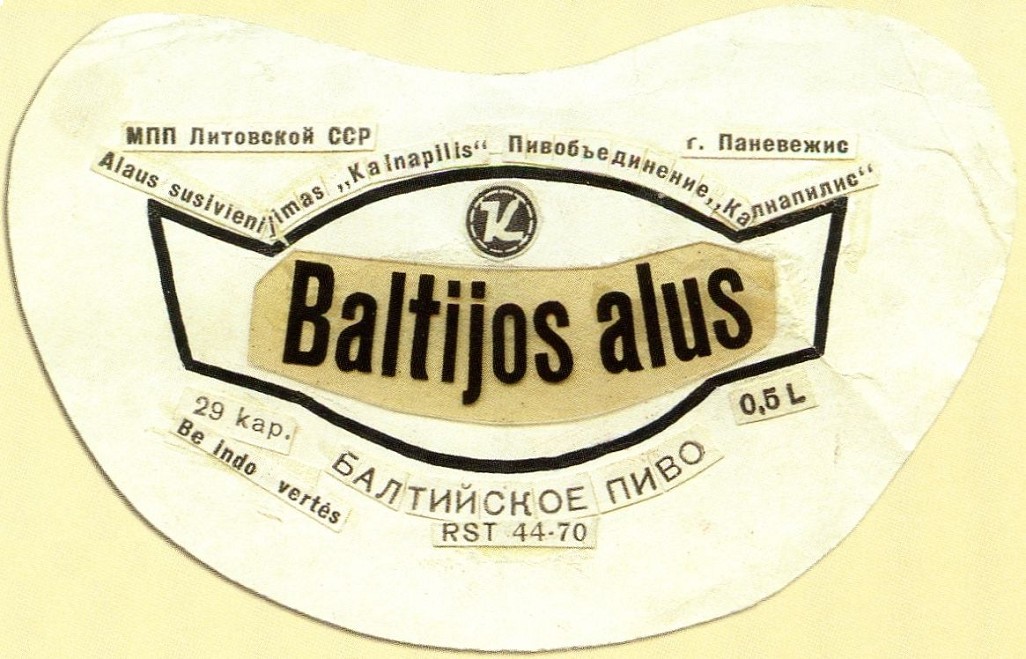 МПП Литовской ССР
г. Паневежис
Alaus susivienijimas „Kalnapilis“ Пивобъединение „Калнапилис“
K
Baltijos alus
29 kap.
0,5 L
Be indo vertės
БАЛТИЙСКОЕ ПИВО
RST 44-70